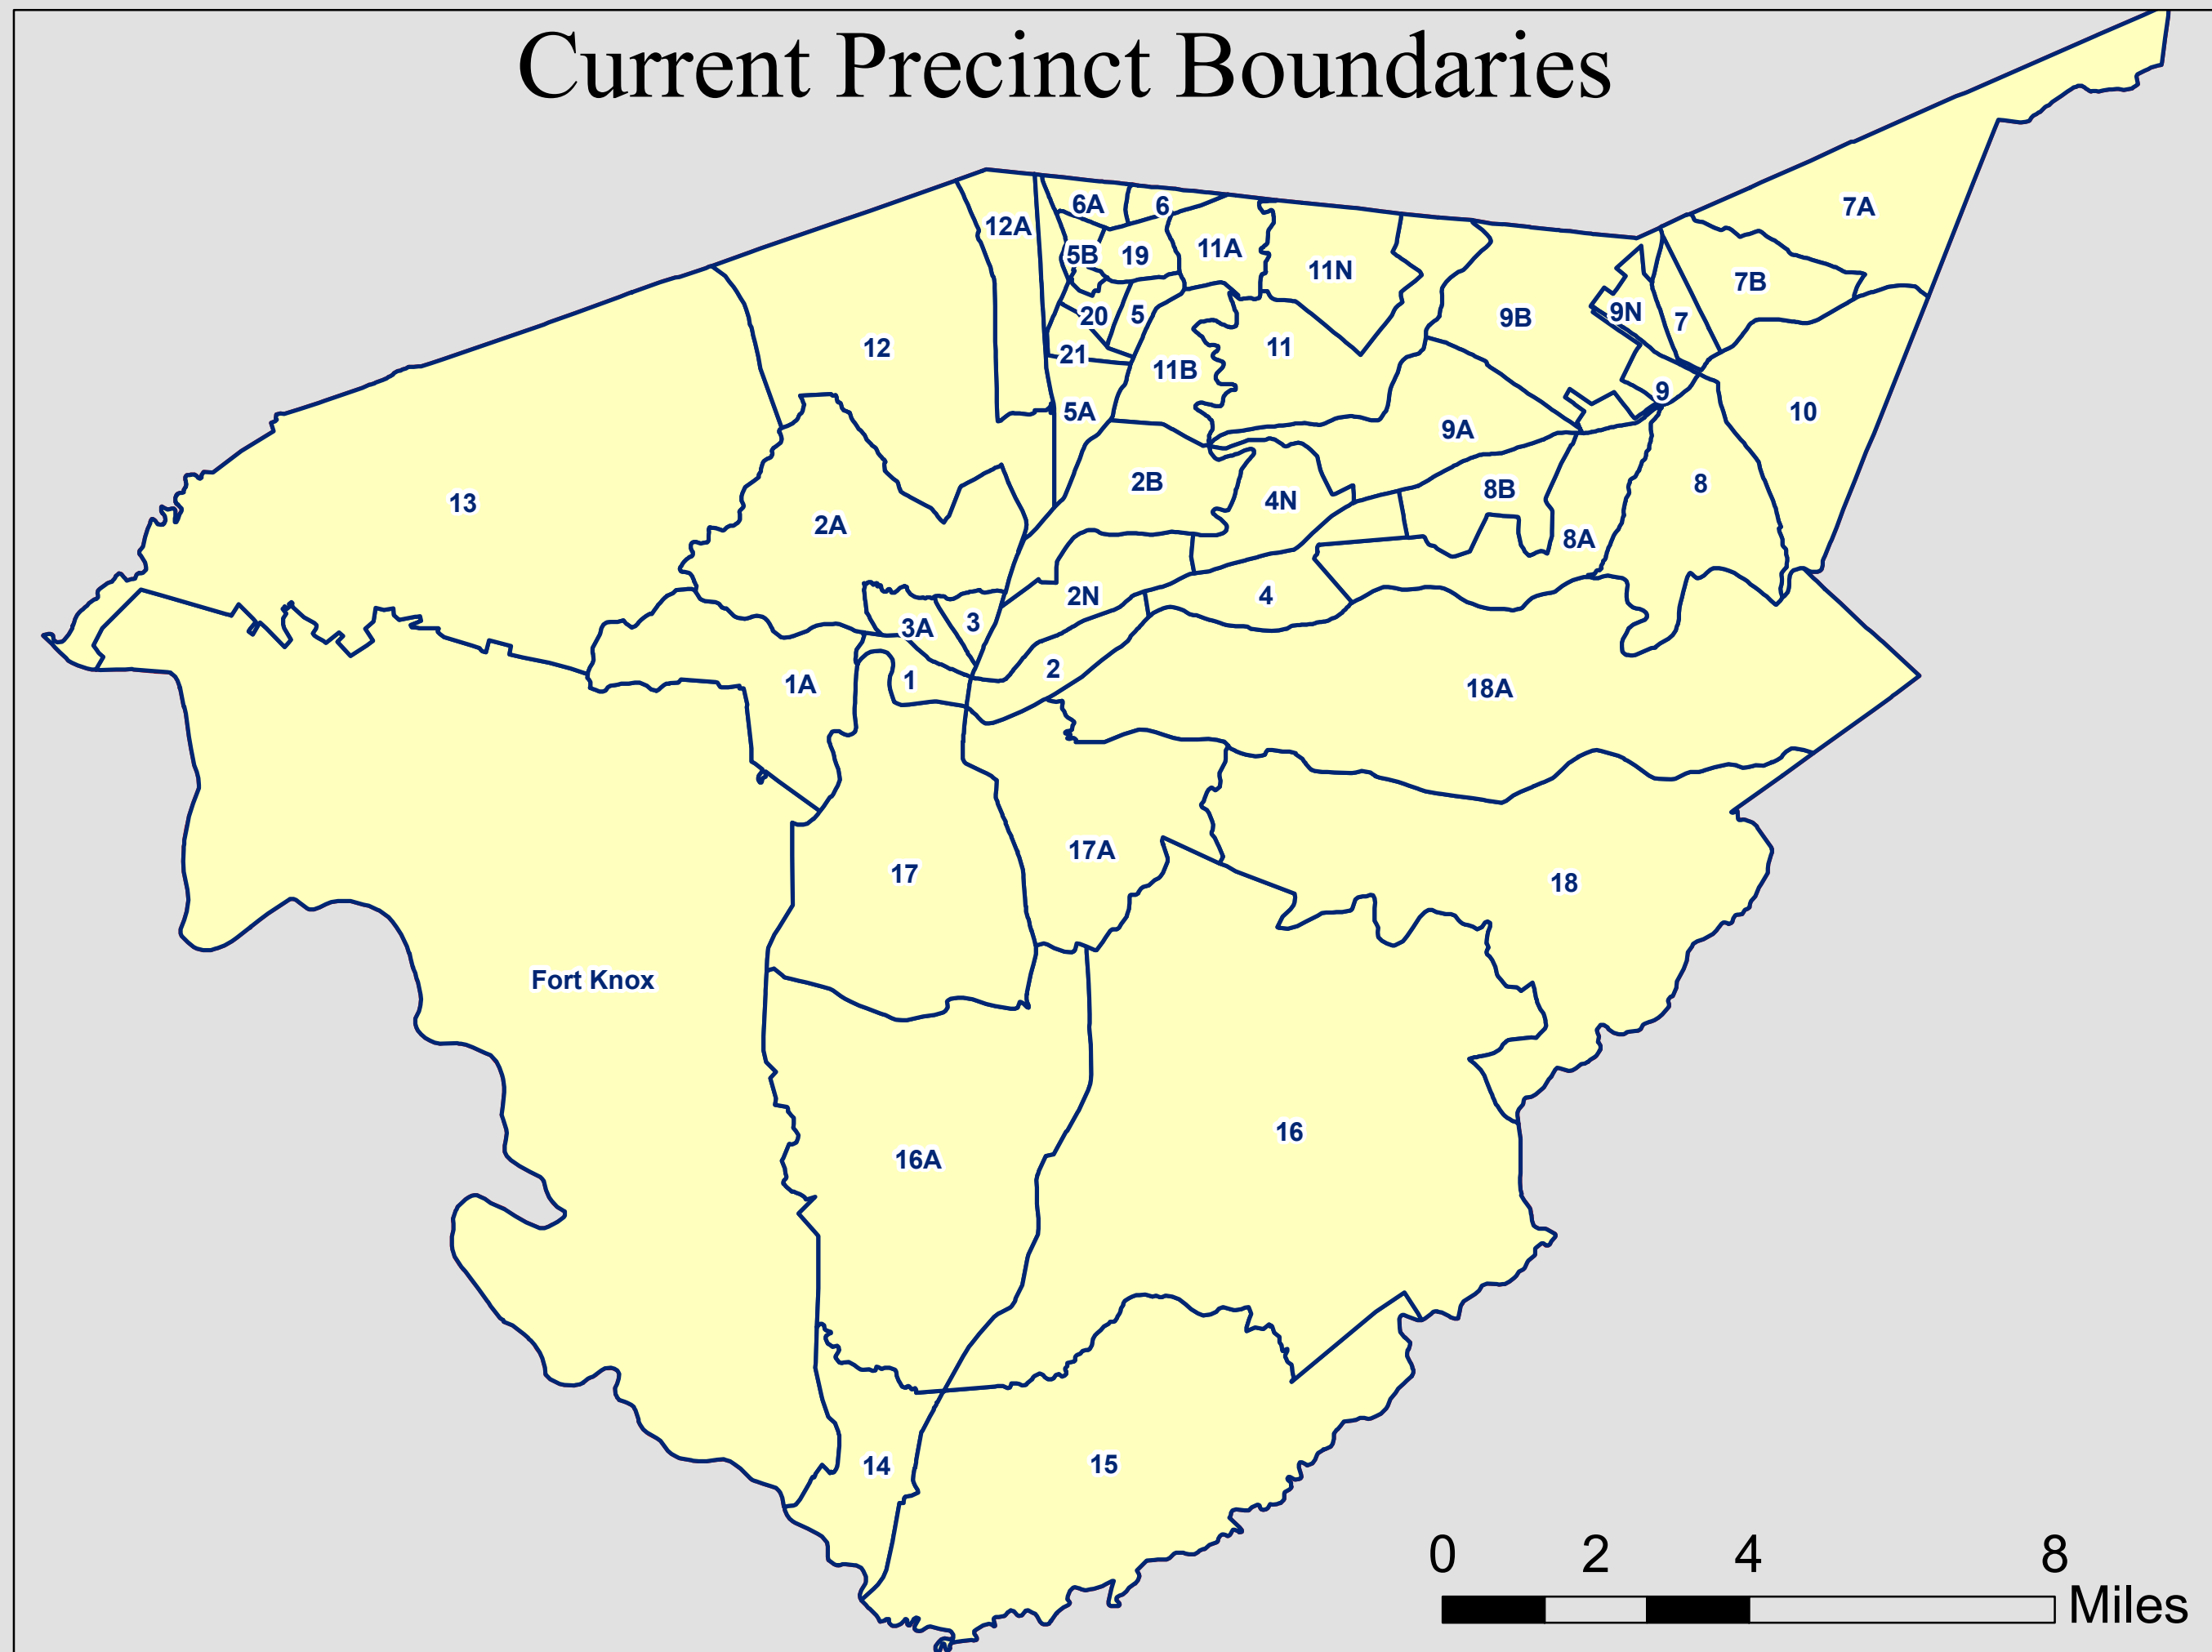 Current Precinct Boundaries
7A
6A
6
12A
5B
19
11A
11N
7B
20
5
9N
7
9B
12
21
11
11B
9
5A
10
9A
2B
8B
8
4N
13
2A
8A
2N
4
3A
3
1
2
1A
18A
17A
17
18
Fort Knox
16
16A
14
15
0 2 4 8
Miles